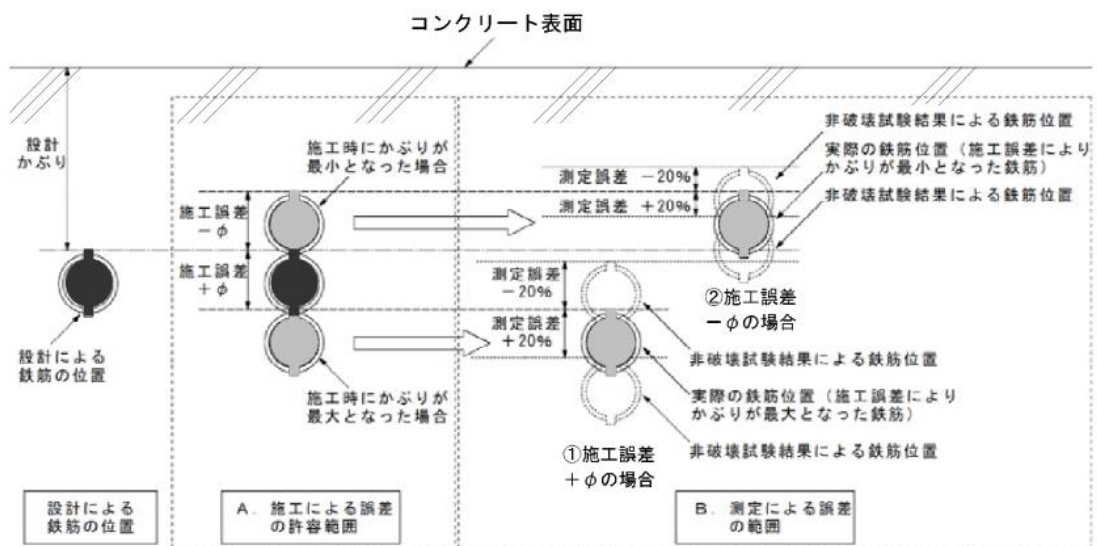 コンクリート表面
設計
かぶり
施工時にかぶりが
最小となった場合
施工誤差
－φ
施工誤差
＋φ
設計による
鉄筋の位置
施工時にかぶりが
最大となった場合
測定誤差 －20%
測定誤差 ＋20%
非破壊試験結果による鉄筋位置
実際の鉄筋位置（施工誤差により
かぶりが最小となった鉄筋）
非破壊試験結果による鉄筋位置
測定誤差
－20%
測定誤差
＋20%
②施工誤差
－φの場合
非破壊試験結果による鉄筋位置
実際の鉄筋位置（施工誤差により
かぶりが最大となった鉄筋）
非破壊試験結果による鉄筋位置
①施工誤差
＋φの場合
設計による
鉄筋の位置
A．施工による誤差
の許容範囲
B．測定による誤差
の範囲